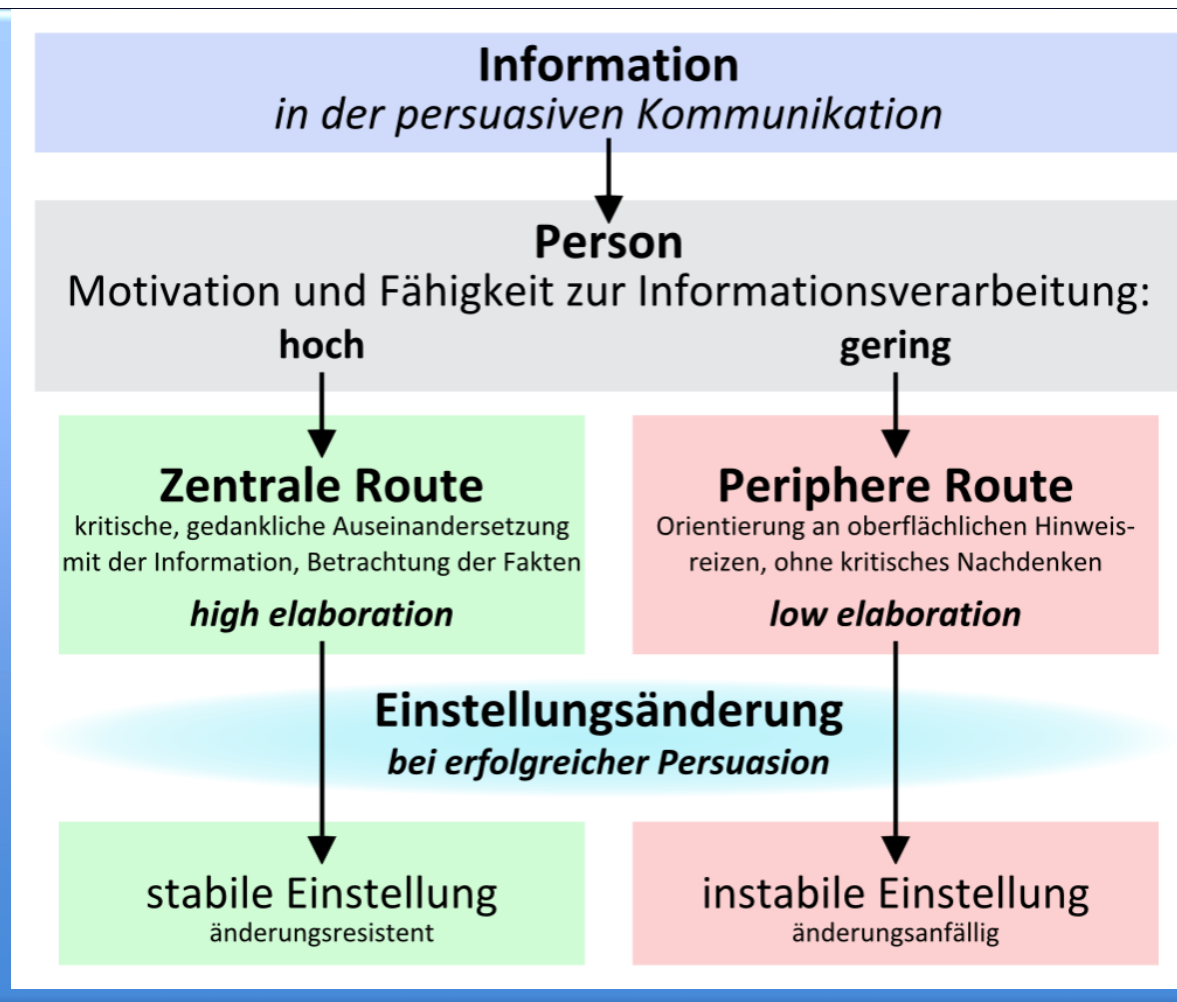 Information
in der persuasiven Kommunikation
Person
Motivation und Fähigkeit zur Informationsverarbeitung:
hoch
gering
Zentrale Route
kritische, gedankliche Auseinandersetzung
mit der Information, Betrachtung der Fakten
high elaboration
Periphere Route
Orientierung an oberflächlichen Hinweis-
reizen, ohne kritisches Nachdenken
low elaboration
Einstellungsänderung
bei erfolgreicher Persuasion
stabile Einstellung
änderungsresistent
instabile Einstellung
änderungsanfällig